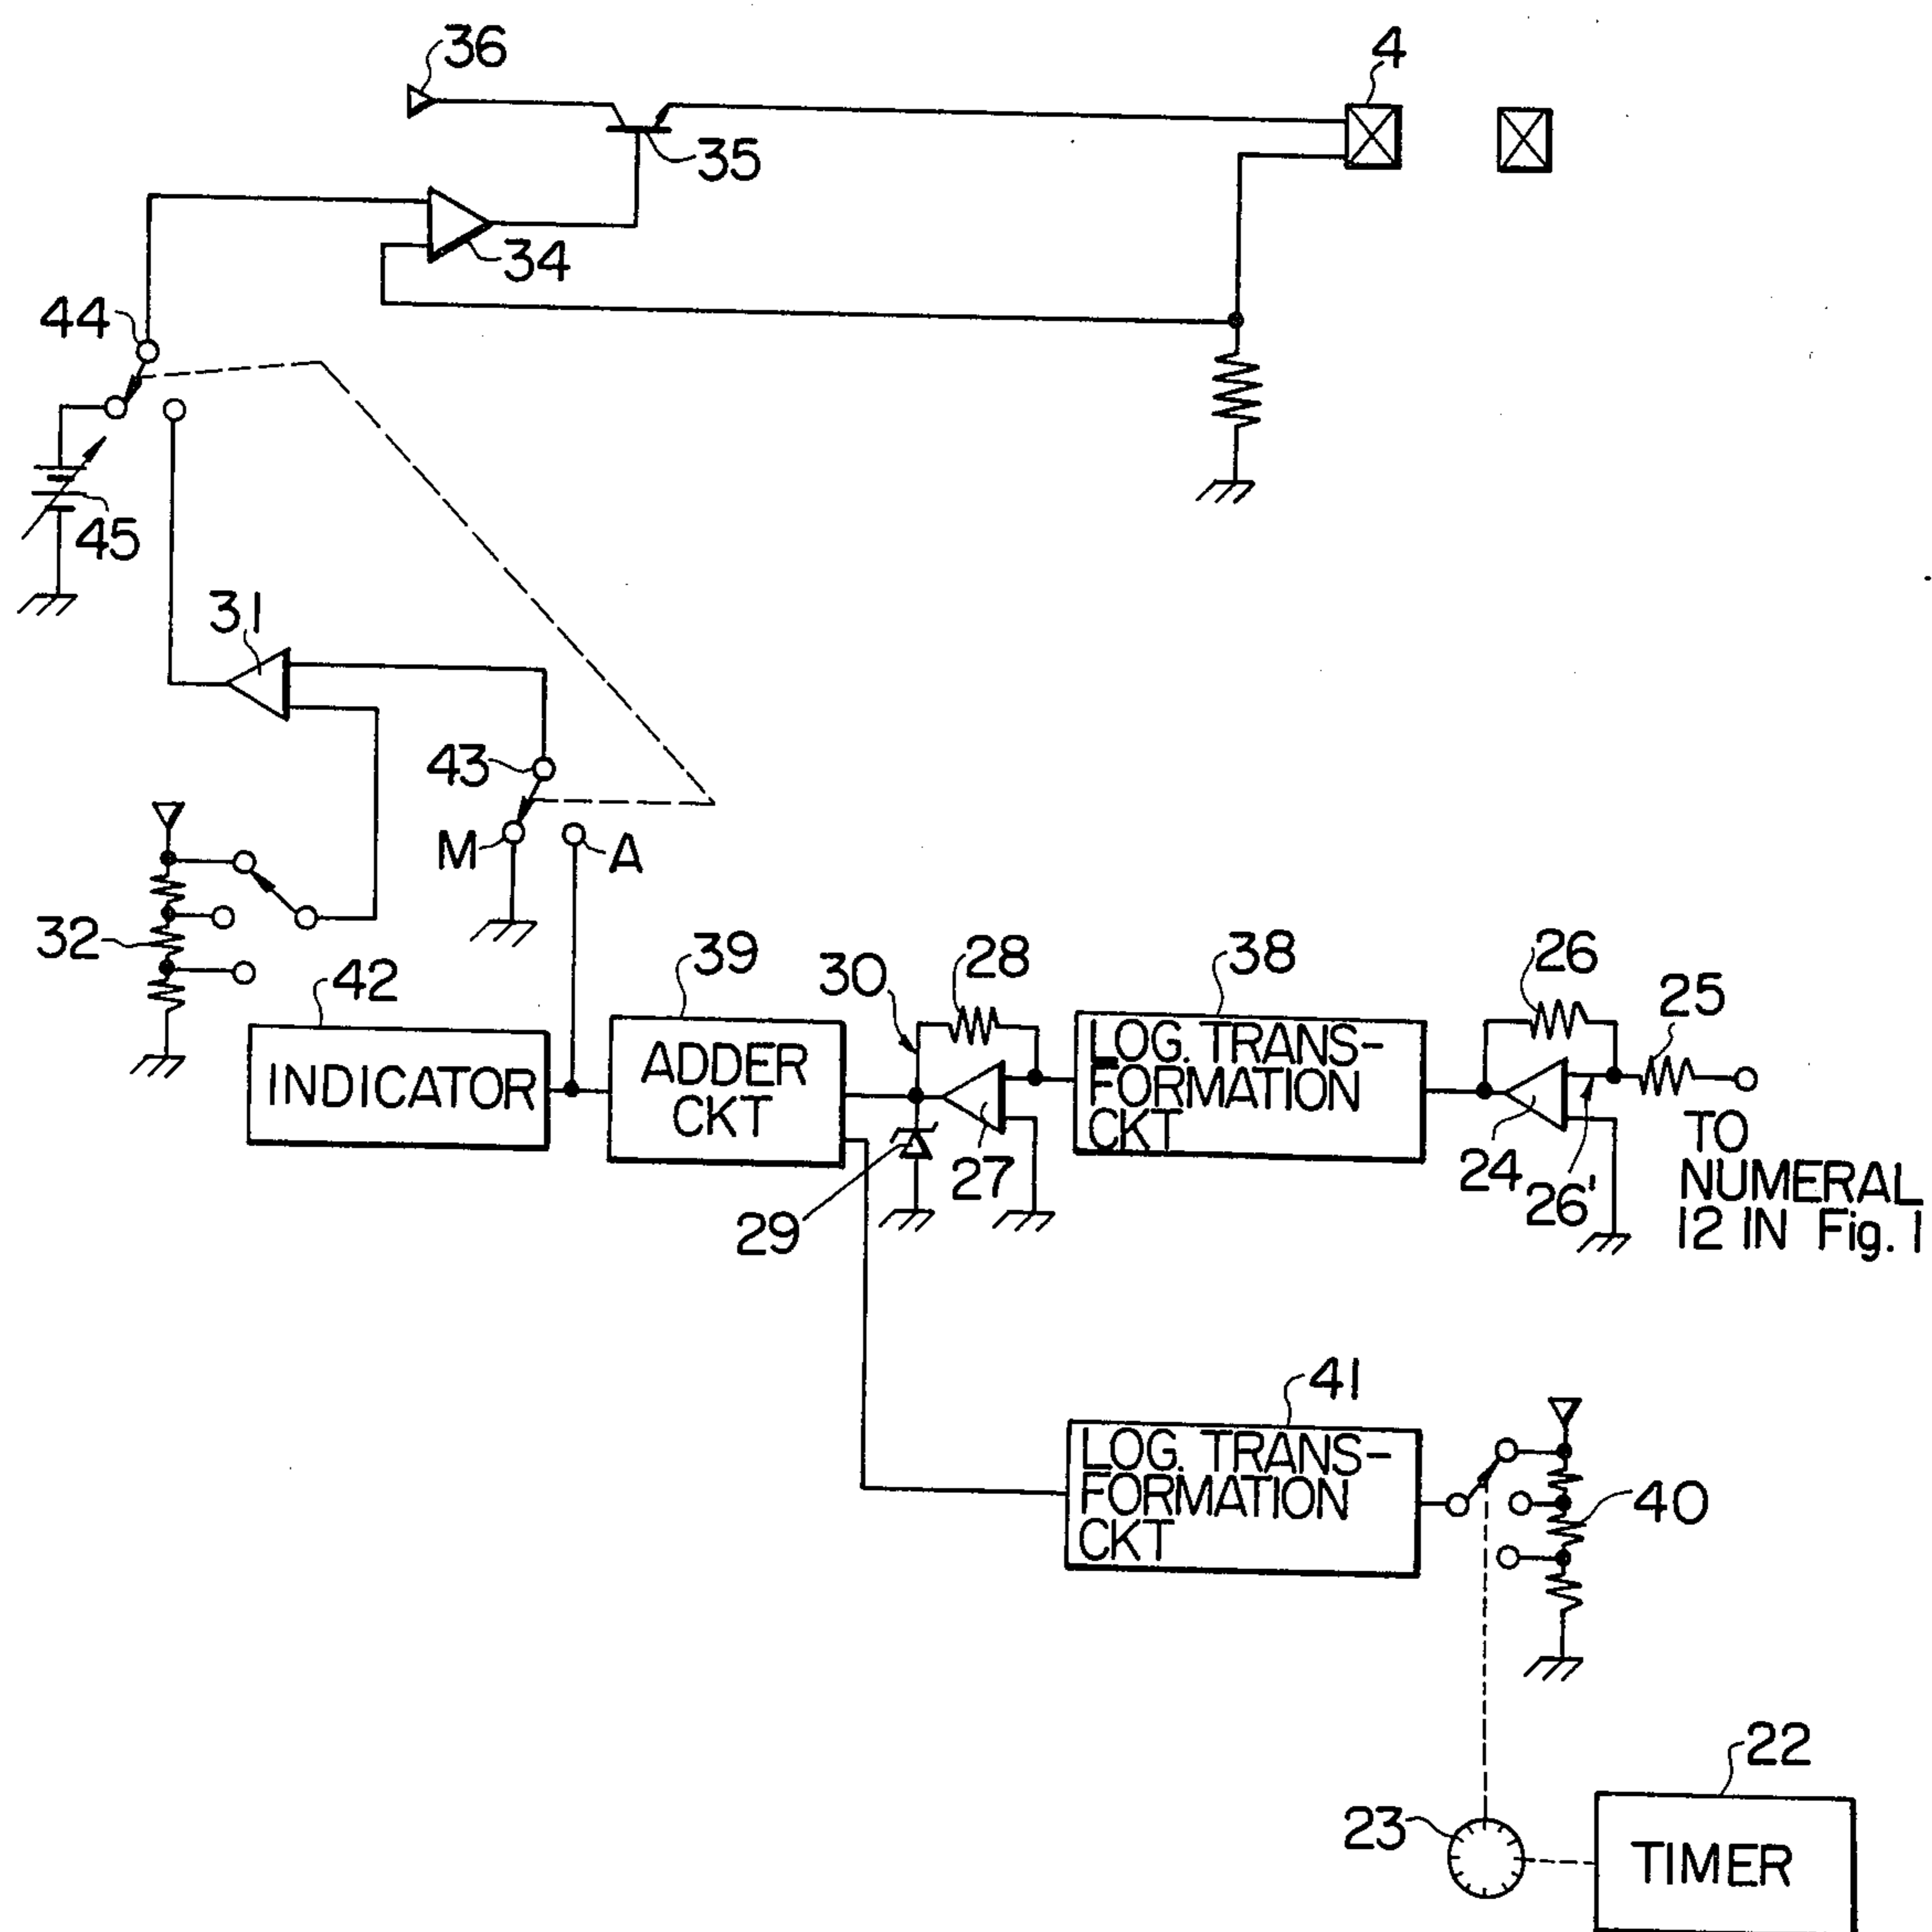 36
4
35
34
44
45
31
43
M
A
32
42
39
30
28
38
26
25
INDICATOR
ADDER
CKT
LOG. TRANS-
FORMATION
CKT
29
27
24
26'
TO
NUMERAL
12 IN Fig. 1
41
LOG. TRANS-
FORMATION
CKT
40
22
23
TIMER